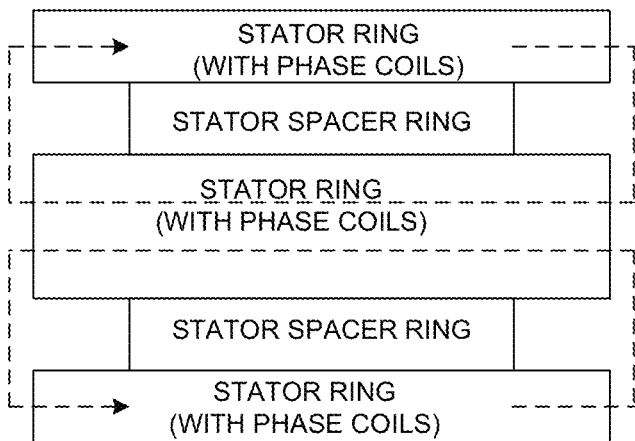 STATOR RING
(WITH PHASE COILS)
STATOR SPACER RING
STATOR RING
(WITH PHASE COILS)
STATOR SPACER RING
STATOR RING
(WITH PHASE COILS)